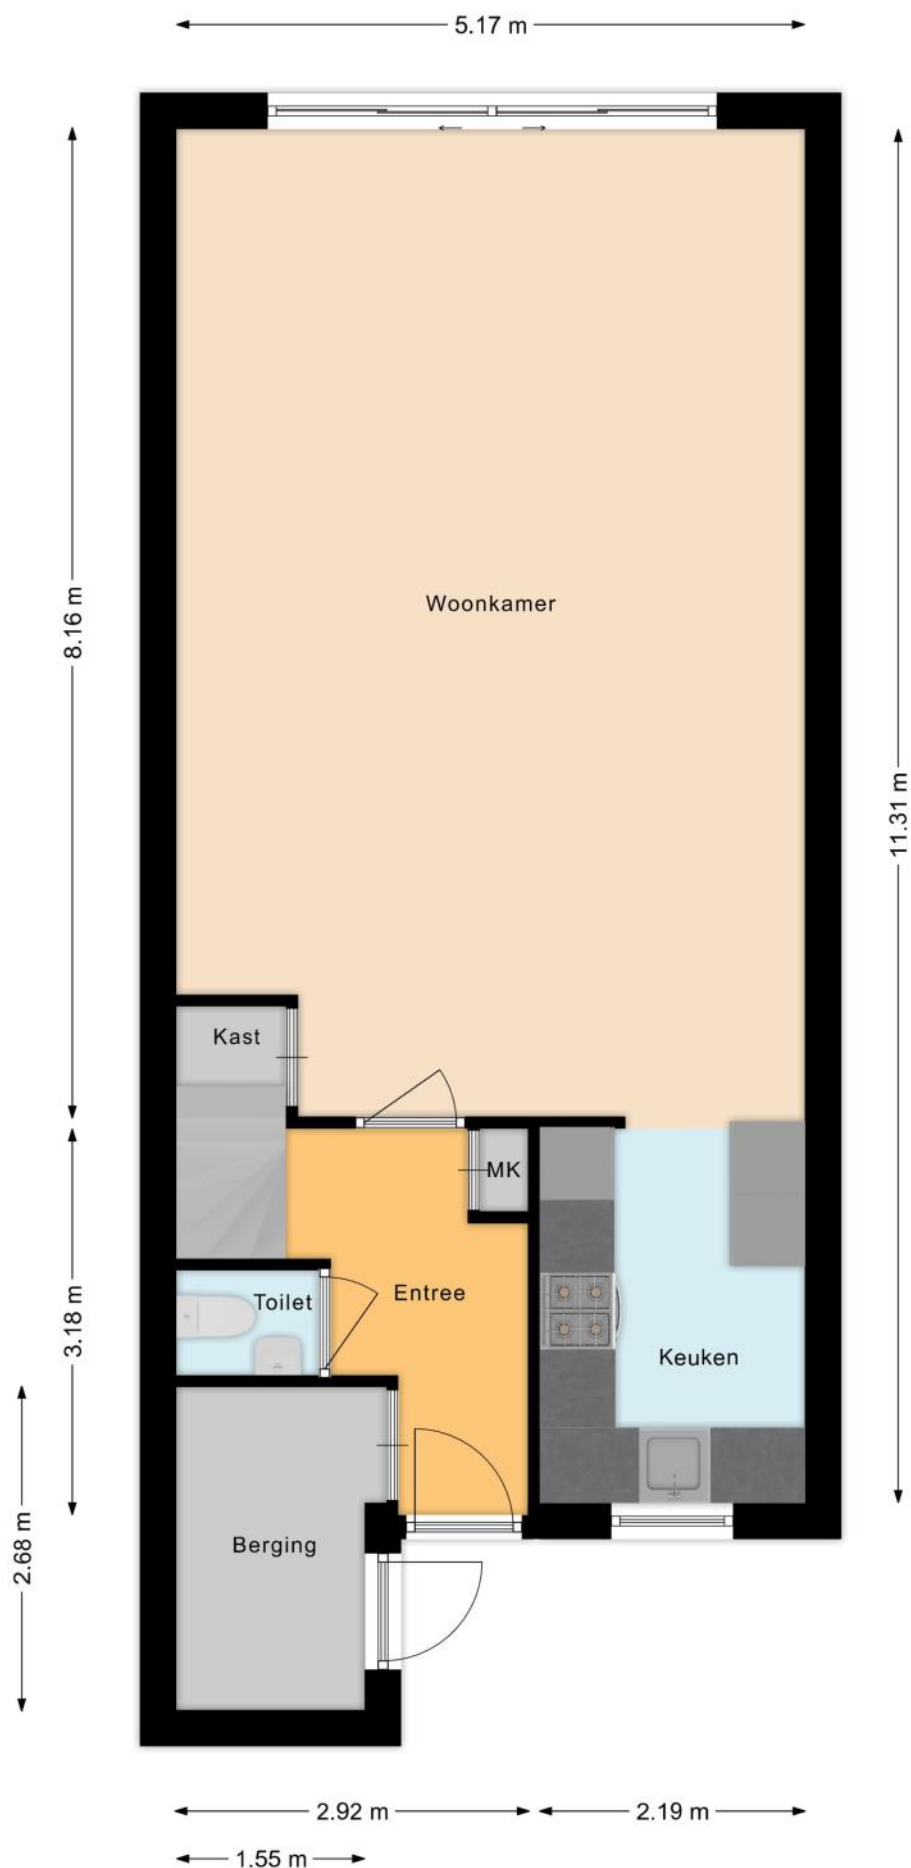 5.17 m
8.16 m
Woonkamer
11.31 m
Kast
MK
3.18 m
Toilet
Entree
Keuken
2.68 m
Berging
2.92 m
2.19 m
1.55 m